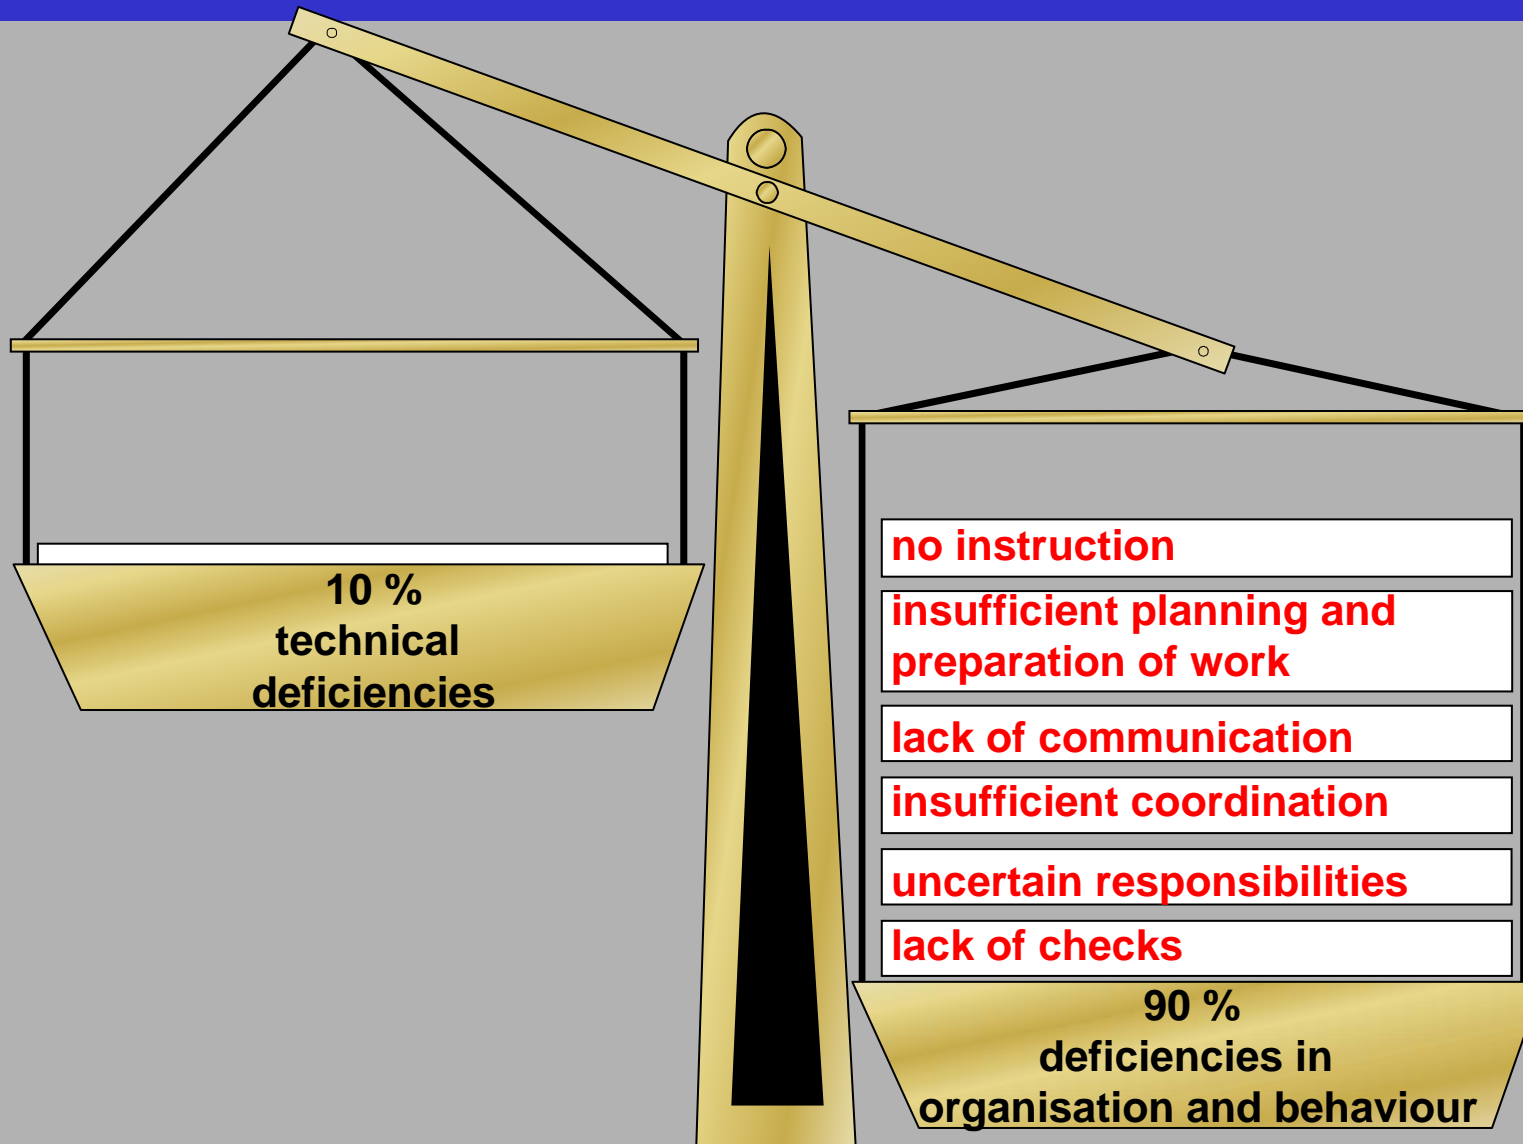 10 %
technical
deficiencies
no instruction
insufficient planning and
preparation of work
lack of communication
insufficient coordination
uncertain responsibilities
lack of checks
90 %
deficiencies in
organisation and behaviour